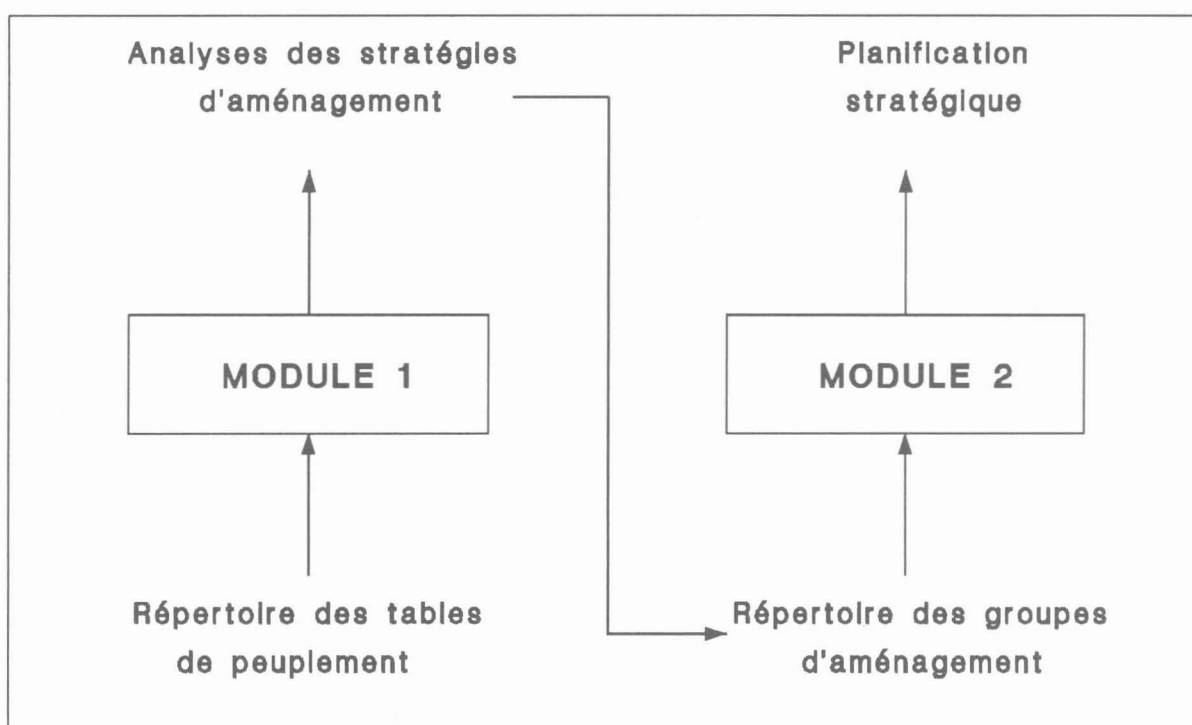 Analyses des stratégies
d'aménagement
MODULE 1
Répertoire des tables
de peuplement
Planification
stratégique
MODULE 2
Répertoire des groupes
d'aménagement